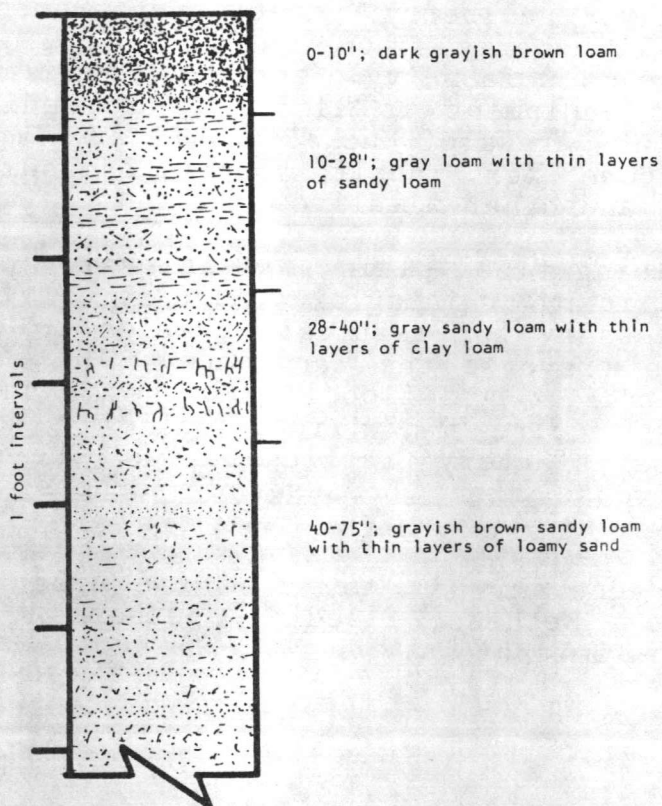 0-10"; dark grayish brown loam
10-28"; gray loam with thin layers
of sandy loam
28-40"; gray sandy loam with thin
layers of clay loam
1 foot intervals
40-75"; grayish brown sandy loam
with thin layers of loamy sand